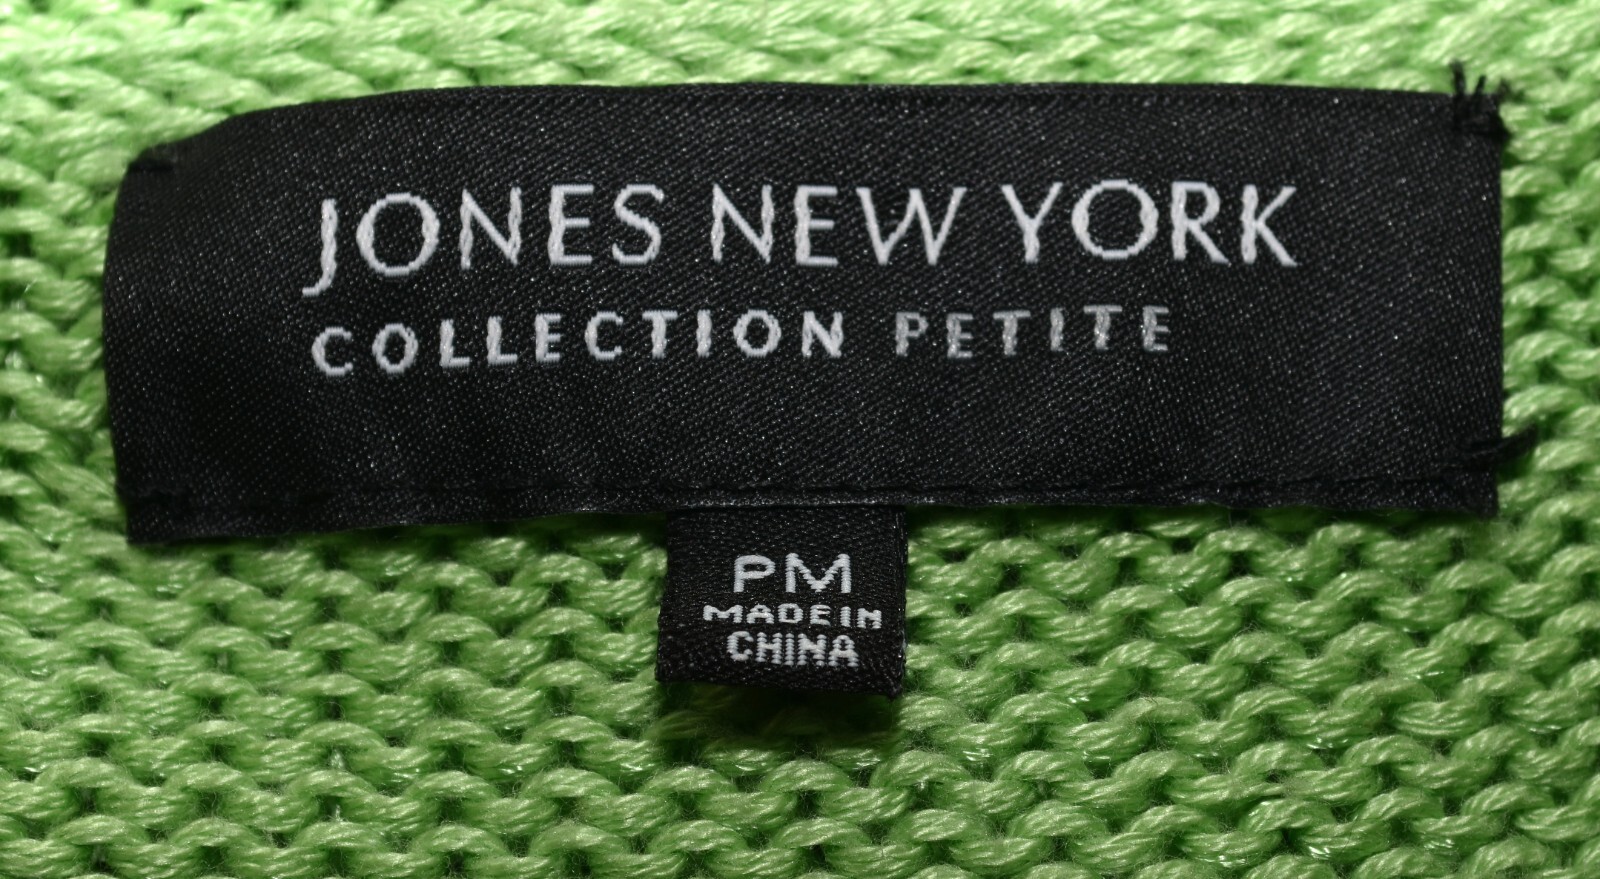 JONES NEW YORK
COLLECTION PETITE
PM
MADE IN
CHINA